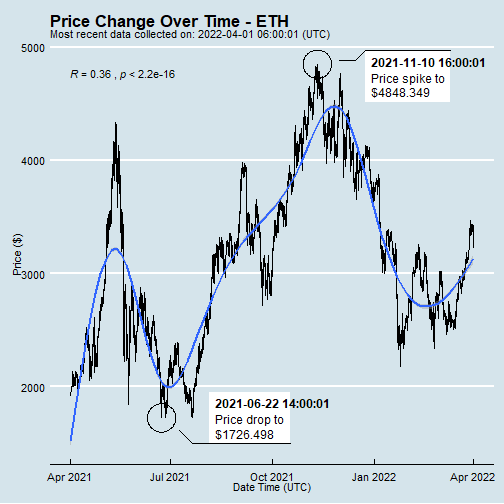 Price Change Over Time - ETH
Most recent data collected on: 2022-04-01 06:00:01 (UTC)
5000
4000
3000
2000
Price ($)
R = 0.36 , p < 2.2e-16
2021-11-10 16:00:01
Price spike to
$4848.349
2021-06-22 14:00:01
Price drop to
$1726.498
Apr 2021
Jul 2021
Oct 2021
Jan 2022
Apr 2022
Date Time (UTC)